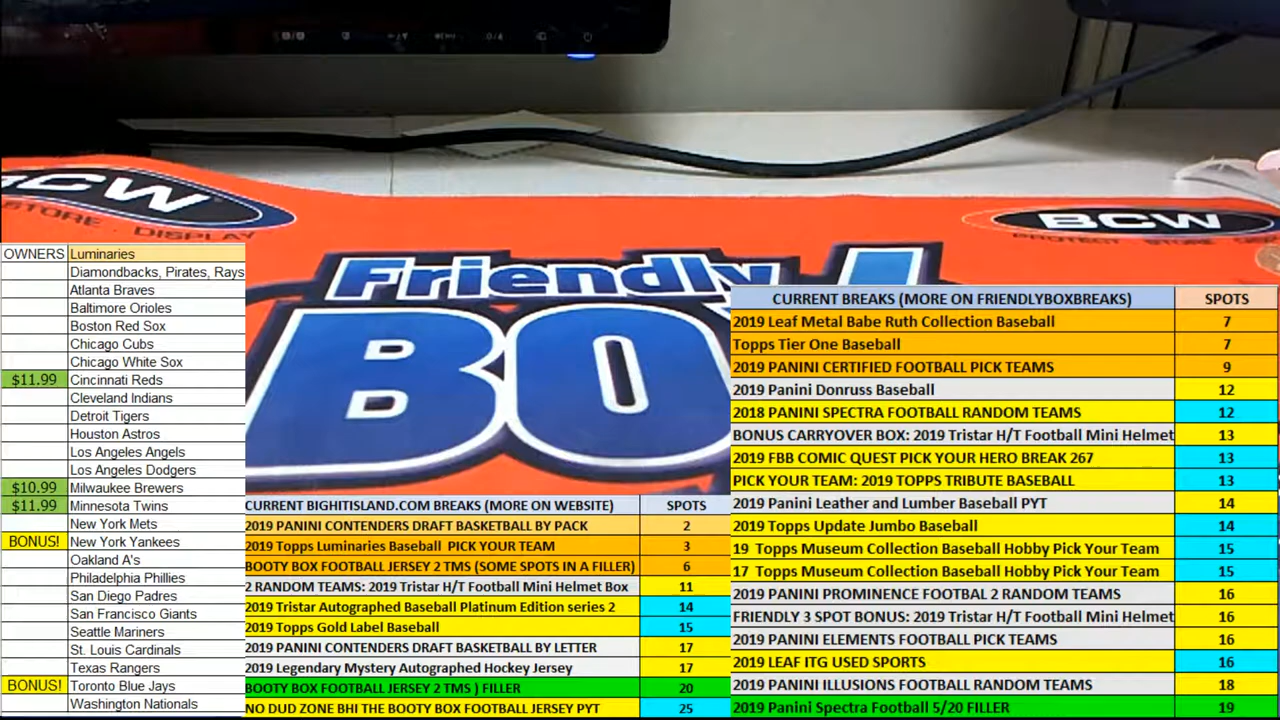 BCW
STORE · DISPLAY
BCW
PROTECT STORE
Friendly
BO
OWNERS Luminaries
Diamondbacks, Pirates, Rays
Atlanta Braves
Baltimore Orioles
Boston Red Sox
Chicago Cubs
Chicago White Sox
$11.99 Cincinnati Reds
Cleveland Indians
Detroit Tigers
Houston Astros
Los Angeles Angels
Los Angeles Dodgers
$10.99 Milwaukee Brewers
$11.99 Minnesota Twins
New York Mets
BONUS! New York Yankees
Oakland A's
Philadelphia Phillies
San Diego Padres
San Francisco Giants
Seattle Mariners
St. Louis Cardinals
Texas Rangers
BONUS! Toronto Blue Jays
Washington Nationals
CURRENT BIGHITISLAND.COM BREAKS (MORE ON WEBSITE) SPOTS
2019 PANINI CONTENDERS DRAFT BASKETBALL BY PACK 2
2019 Topps Luminaries Baseball PICK YOUR TEAM 3
BOOTY BOX FOOTBALL JERSEY 2 TMS (SOME SPOTS IN A FILLER) 6
2 RANDOM TEAMS: 2019 Tristar H/T Football Mini Helmet Box 11
2019 Tristar Autographed Baseball Platinum Edition series 2 14
2019 Topps Gold Label Baseball 15
2019 PANINI CONTENDERS DRAFT BASKETBALL BY LETTER 17
2019 Legendary Mystery Autographed Hockey Jersey 17
BOOTY BOX FOOTBALL JERSEY 2 TMS ) FILLER 20
NO DUD ZONE BHI THE BOOTY BOX FOOTBALL JERSEY PYT 25
CURRENT BREAKS (MORE ON FRIENDLYBOXBREAKS) SPOTS
2019 Leaf Metal Babe Ruth Collection Baseball 7
Topps Tier One Baseball 7
2019 PANINI CERTIFIED FOOTBALL PICK TEAMS 9
2019 Panini Donruss Baseball 12
2018 PANINI SPECTRA FOOTBALL RANDOM TEAMS 12
BONUS CARRYOVER BOX: 2019 Tristar H/T Football Mini Helmet 13
2019 FBB COMIC QUEST PICK YOUR HERO BREAK 267 13
PICK YOUR TEAM: 2019 TOPPS TRIBUTE BASEBALL 13
2019 Panini Leather and Lumber Baseball PYT 14
2019 Topps Update Jumbo Baseball 14
19 Topps Museum Collection Baseball Hobby Pick Your Team 15
17 Topps Museum Collection Baseball Hobby Pick Your Team 15
2019 PANINI PROMINENCE FOOTBAL 2 RANDOM TEAMS 16
FRIENDLY 3 SPOT BONUS: 2019 Tristar H/T Football Mini Helmet 16
2019 PANINI ELEMENTS FOOTBALL PICK TEAMS 16
2019 LEAF ITG USED SPORTS 16
2019 PANINI ILLUSIONS FOOTBALL RANDOM TEAMS 18
2019 Panini Spectra Football 5/20 FILLER 19